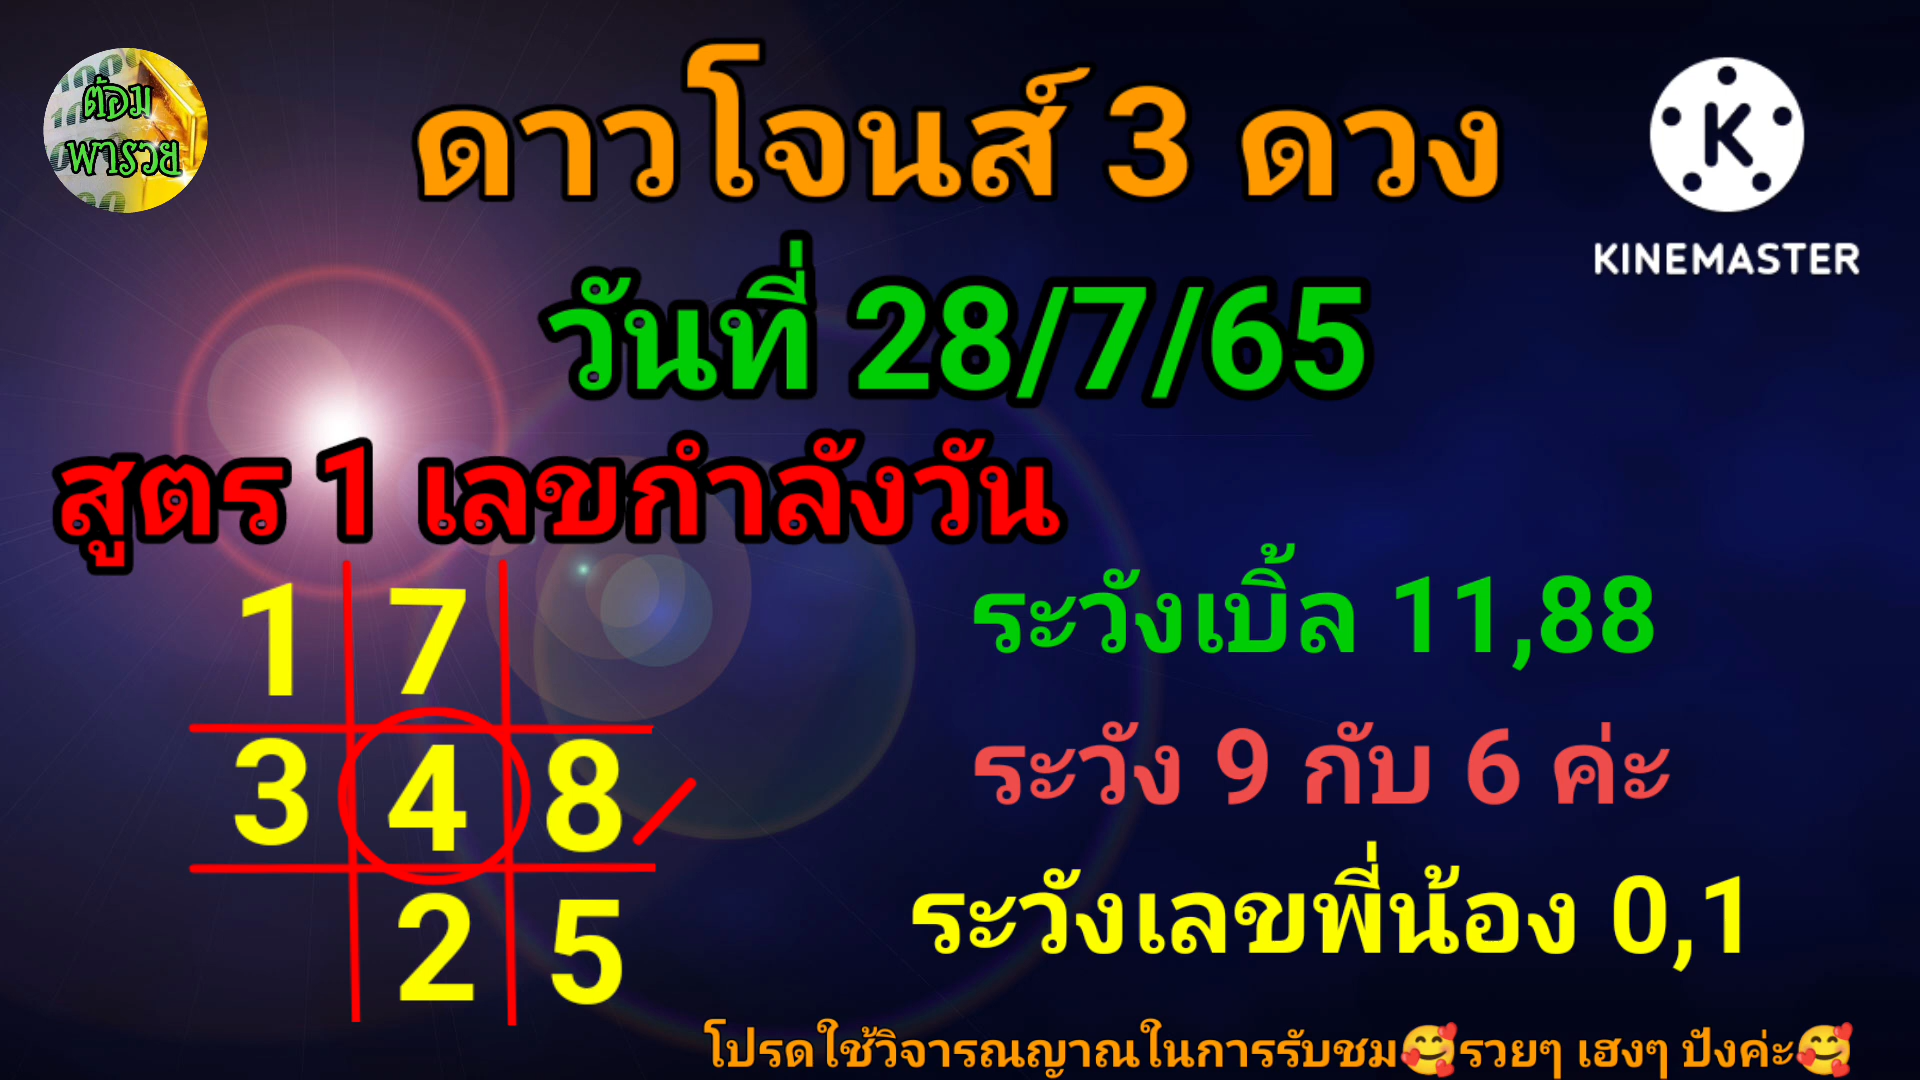 ต้อม
พารวย
ดาวโจนส์ 3 ดวง
KINEMASTER
วันที่ 28/7/65
สูตร 1 เลขกำลังวัน
1 7
3 4 8
2 5
ระวังเบิ้ล 11,88
ระวัง 9 กับ 6 ค่ะ
ระวังเลขพี่น้อง 0,1
โปรดใช้วิจารณญาณในการรับชม🥰รวยๆ เฮงๆ ปังค่ะ🥰